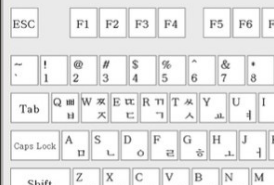 ESC F1 F2 F3 F4 F5 F6
~ ! @ # $ % ^ & *
1 2 3 4 5 6 7 8
Tab Q ㅃ W ㅉ E ㄸ R ㄲ T ㅆ Y U I
ㅂ ㅈ ㄷ ㄱ ㅅ ㅛ ㅕ
Caps Lock A S D F G H J
ㅁ ㄴ ㅇ ㄹ ㅎ ㅗ ㅓ
Shift Z X C V B N M